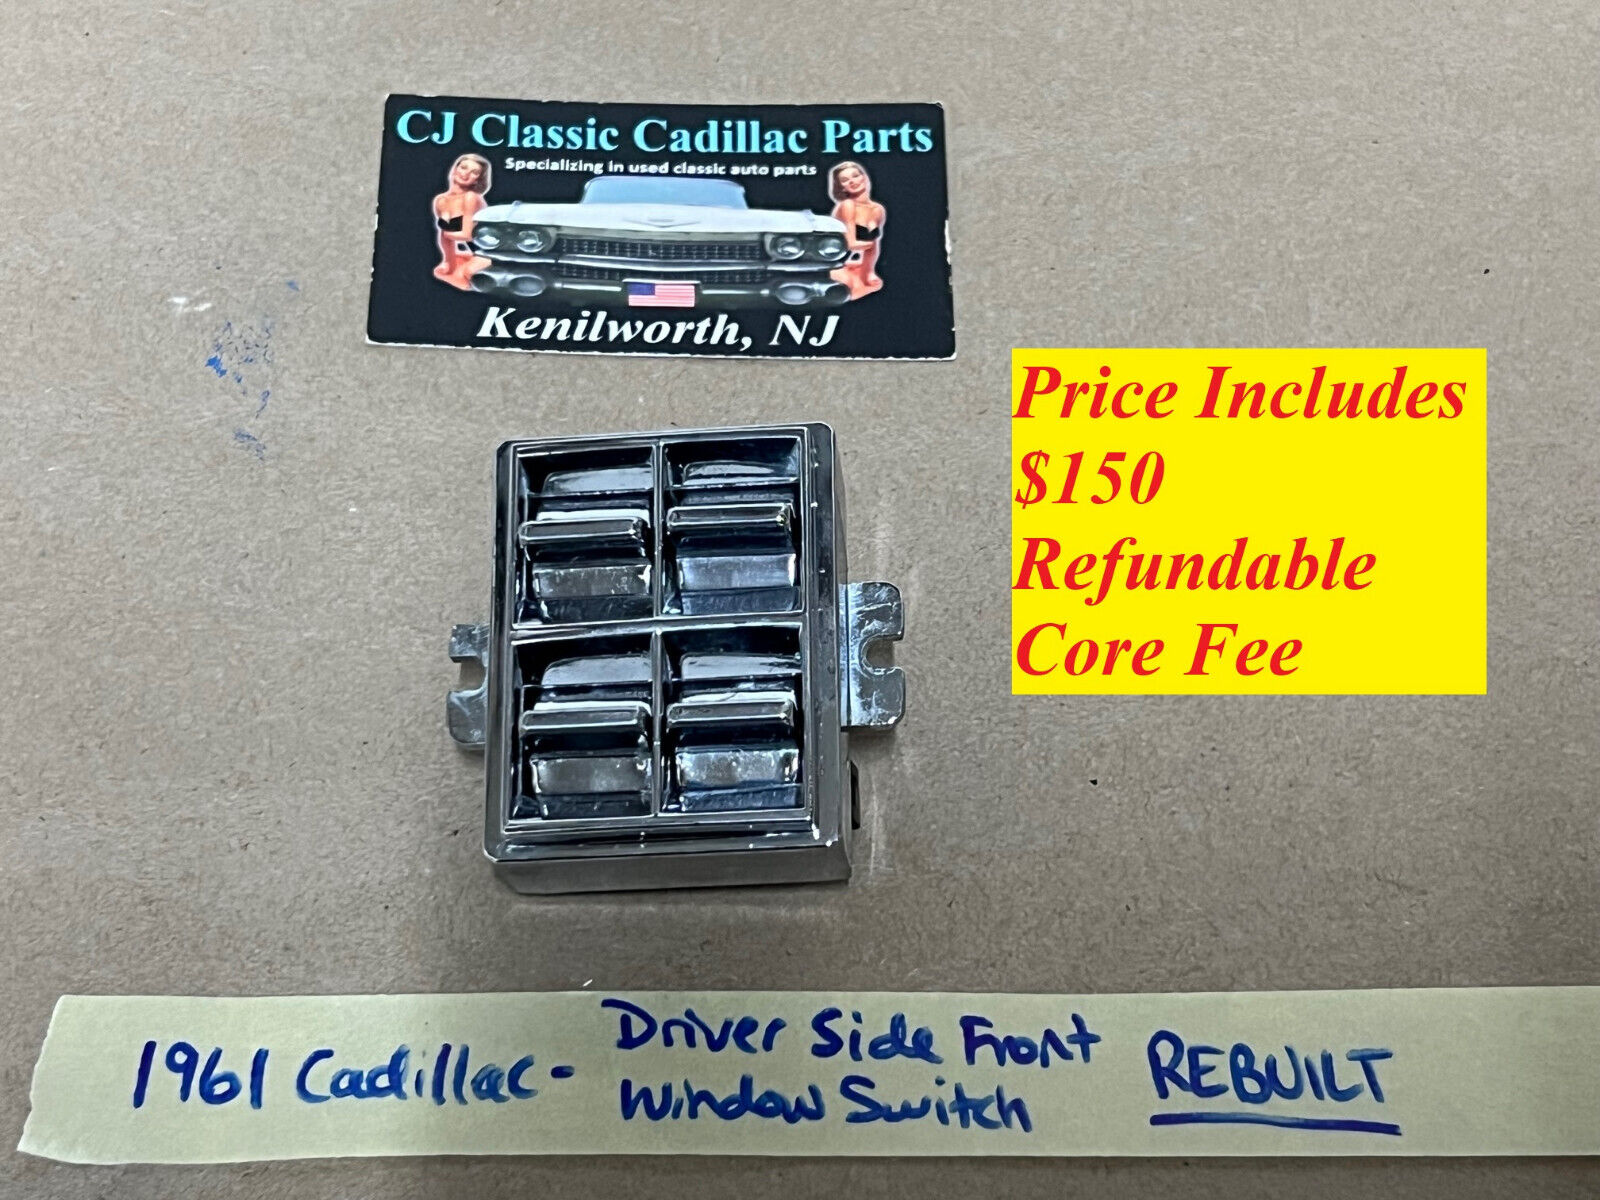 CJ Classic Cadillac Parts
Specializing in used classic auto parts
Kenilworth, NJ
Price Includes
$150
Refundable
Core Fee
1961 Cadillac- Driver Side Front
Window Switch REBUILT